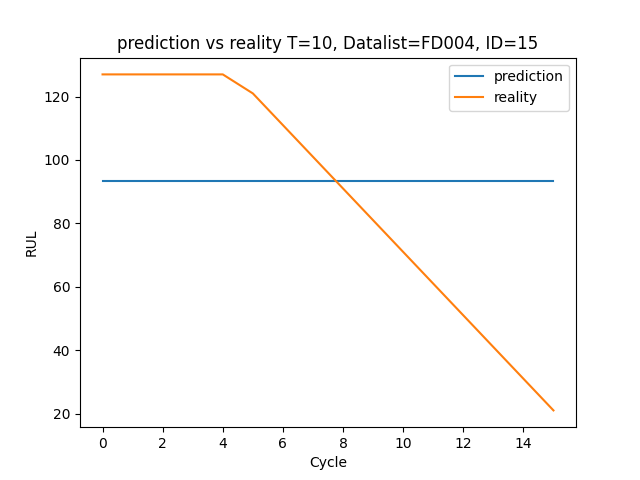 prediction vs reality T=10, Datalist=FD004, ID=15
prediction
reality
RUL
120
100
80
60
40
20
0 2 4 6 8 10 12 14
Cycle